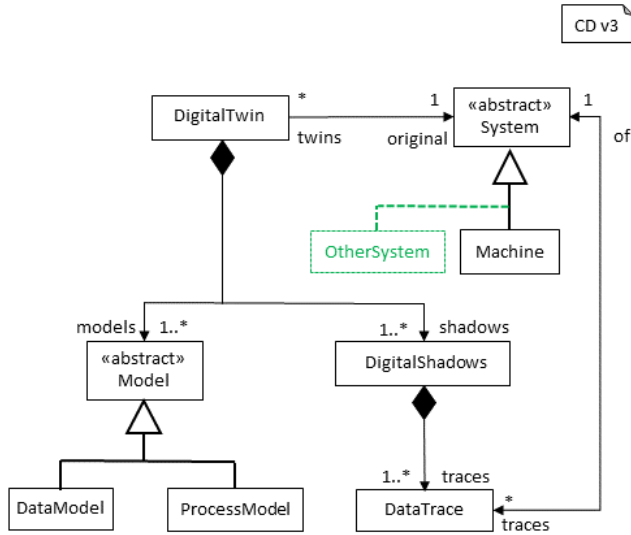 CD v3
DigitalTwin
*
twins
1
original
«abstract»
System
1
of
OtherSystem
Machine
models
1..*
1..*
shadows
«abstract»
Model
DigitalShadows
1..*
traces
DataModel
ProcessModel
DataTrace
*
traces